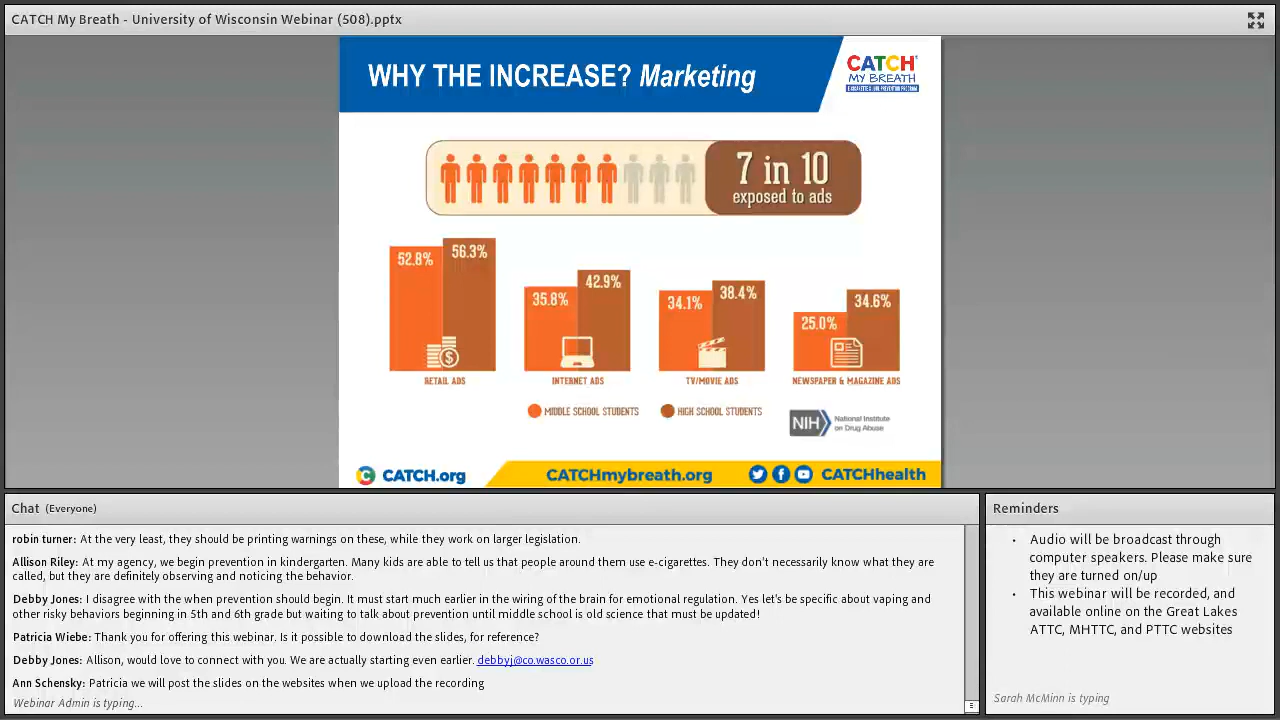 CATCH My Breath - University of Wisconsin Webinar (508).pptx
WHY THE INCREASE? Marketing
CATCH
MY BREATH
7 in 10
exposed to ads
52.8%
56.3%
35.8%
42.9%
34.1%
38.4%
25.0%
34.6%
RETAIL ADS
INTERNET ADS
TV/MOVIE ADS
NEWSPAPER & MAGAZINE ADS
MIDDLE SCHOOL STUDENTS
HIGH SCHOOL STUDENTS
NIH
National Institute
on Drug Abuse
CATCH.org
CATCHmybreath.org
CATCHhealth
Chat (Everyone)
robin turner: At the very least, they should be printing warnings on these, while they work on larger legislation.
Allison Riley: At my agency, we begin prevention in kindergarten. Many kids are able to tell us that people around them use e-cigarettes. They don't necessarily know what they are
called, but they are definitely observing and noticing the behavior.
Debby Jones: I disagree with the when prevention should begin. It must start much earlier in the wiring of the brain for emotional regulation. Yes let's be specific about vaping and
other risky behaviors beginning in 5th and 6th grade but waiting to talk about prevention until middle school is old science that must be updated!
Patricia Wiebe: Thank you for offering this webinar. Is it possible to download the slides, for reference?
Debby Jones: Allison, would love to connect with you. We are actually starting even earlier. debbyj@co.wasco.or.us
Ann Schensky: Patricia we will post the slides on the websites when we upload the recording
Webinar Admin is typing...
Reminders
• Audio will be broadcast through
computer speakers. Please make sure
they are turned on/up
• This webinar will be recorded, and
available online on the Great Lakes
ATTC, MHTTC, and PTTC websites
Sarah McMinn is typing